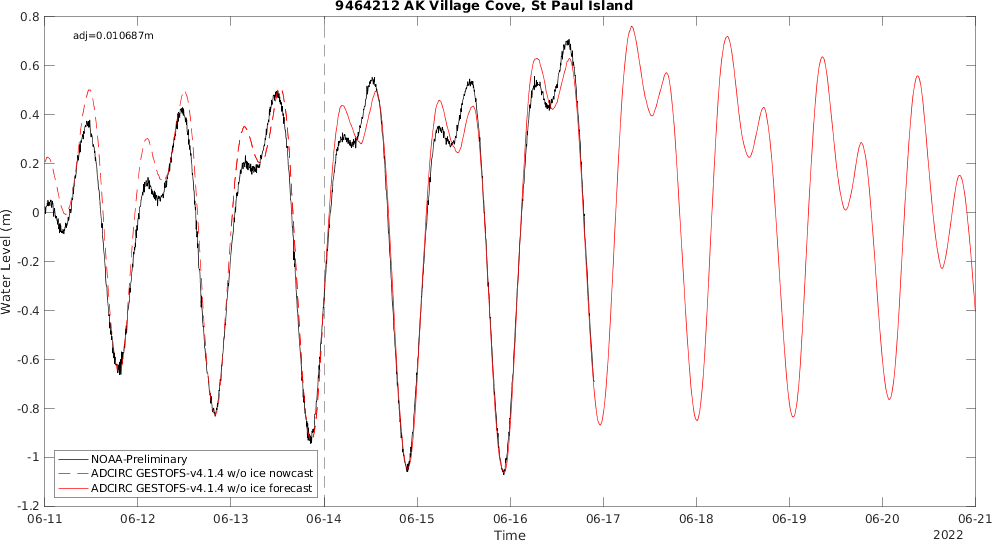 9464212 AK Village Cove, St Paul Island
adj=0.010687m
0.8
0.6
0.4
0.2
0
-0.2
-0.4
-0.6
-0.8
-1
-1.2
Water Level (m)
NOAA-Preliminary
ADCIRC GESTOFS-v4.1.4 w/o ice nowcast
ADCIRC GESTOFS-v4.1.4 w/o ice forecast
06-11 06-12 06-13 06-14 06-15 06-16 06-17 06-18 06-19 06-20 06-21
Time
2022